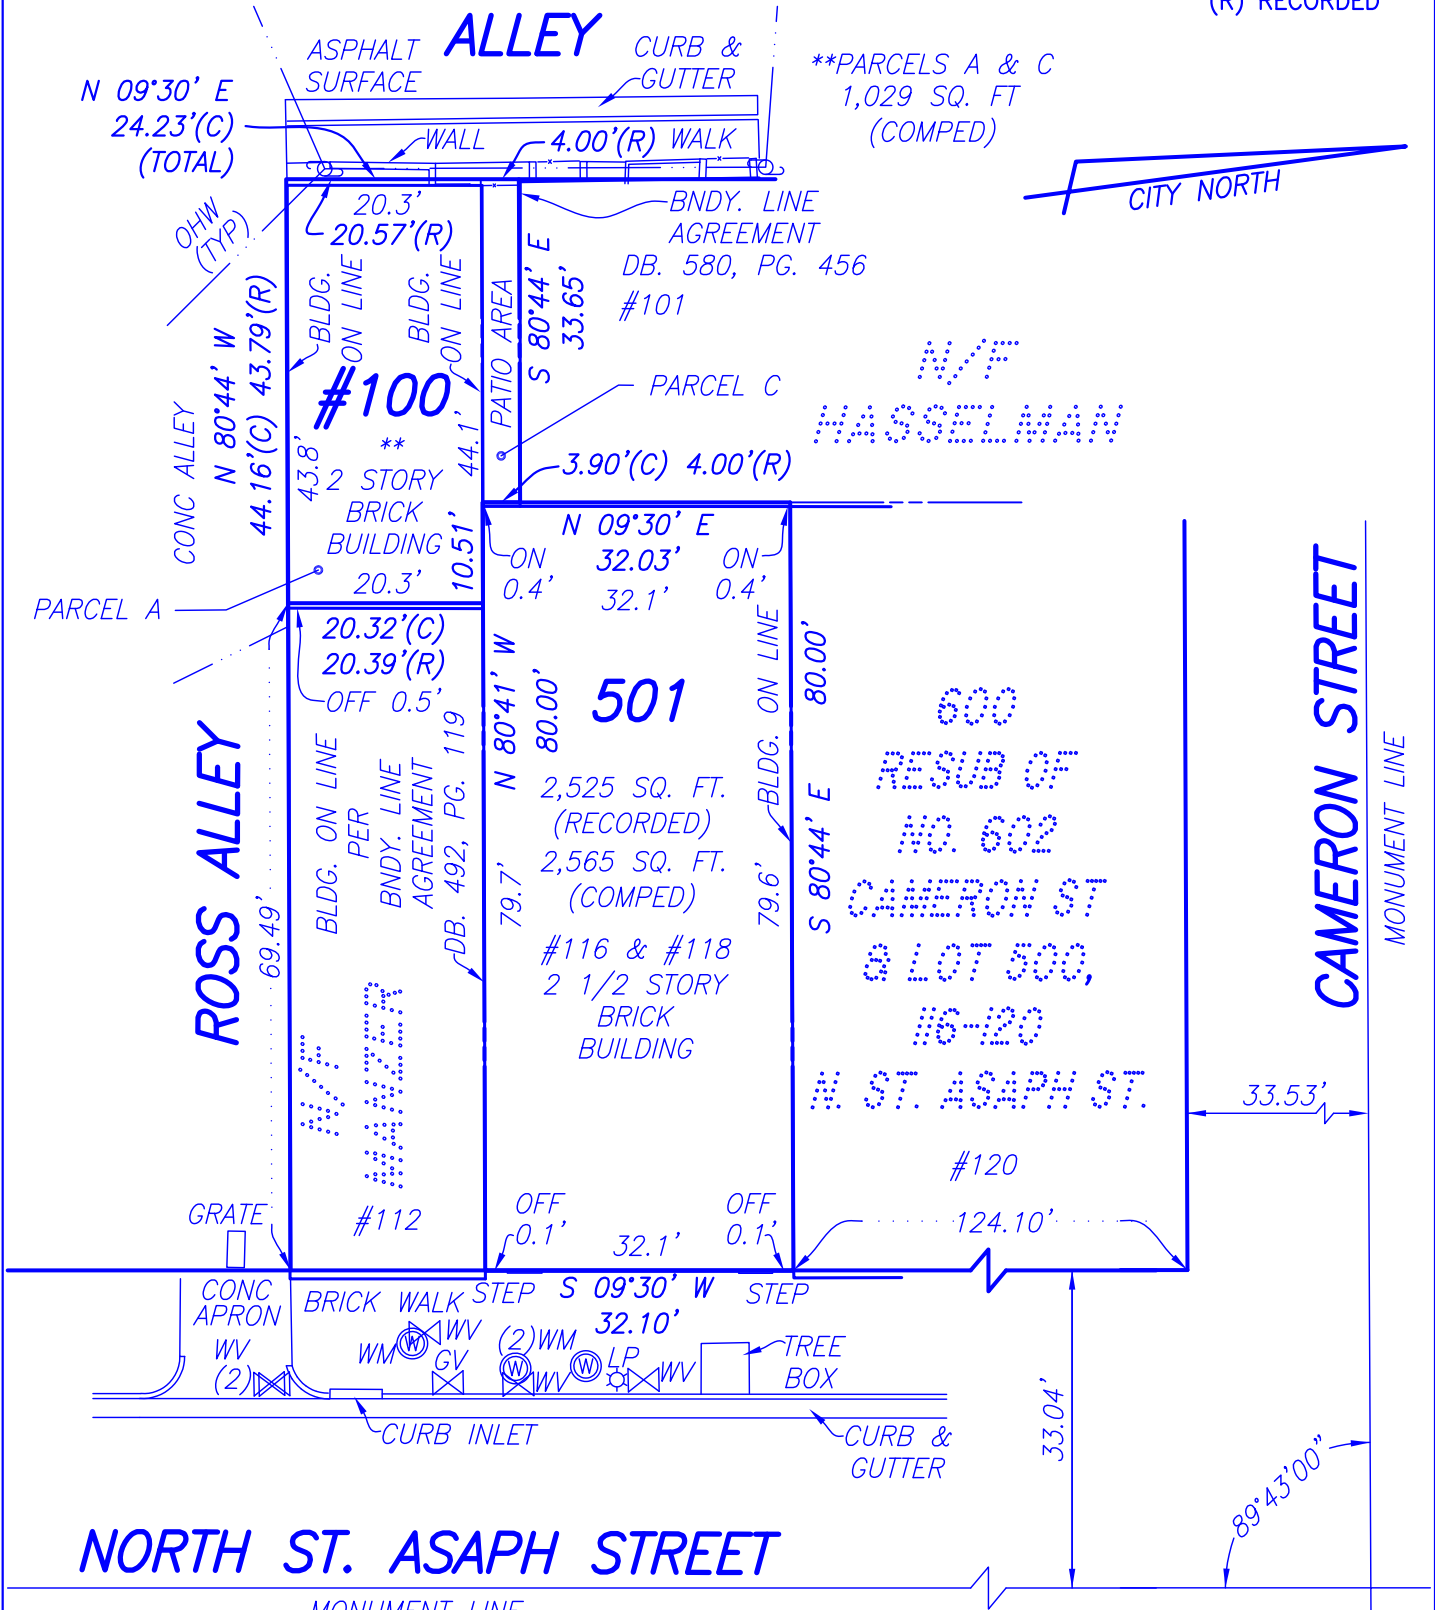 (R) RECORDED
ALLEY
ASPHALT
SURFACE
CURB &
GUTTER
**PARCELS A & C
1,029 SQ. FT
(COMPED)
N 09°30' E
24.23'(C)
(TOTAL)
WALL
4.00'(R)
WALK
CITY NORTH
20.3'
20.57'(R)
OHW
(TYP)
BNDY. LINE
AGREEMENT
DB. 580, PG. 456
#101
BLDG.
ON LINE
BLDG.
ON LINE
PATIO AREA
S 80°44' E
33.65'
N 80°44' W
44.16'(C) 43.79'(R)
CONC ALLEY
#100
**
2 STORY
BRICK
BUILDING
43.8'
44.1'
20.3'
10.51'
PARCEL C
3.90'(C) 4.00'(R)
N/F
HASSELMAN
PARCEL A
N 09°30' E
32.03'
32.1'
ON
0.4'
ON
0.4'
20.32'(C)
20.39'(R)
OFF 0.5'
N 80°41' W
80.00'
501
2,525 SQ. FT.
(RECORDED)
2,565 SQ. FT.
(COMPED)
#116 & #118
2 1/2 STORY
BRICK
BUILDING
79.7'
79.6'
BLDG. ON LINE
80.00'
S 80°44' E
600
RESUB OF
NO. 602
CAMERON ST
& LOT 500,
116-120
N ST. ASAPH ST.
#120
CAMERON STREET
MONUMENT LINE
33.53'
ROSS ALLEY
69.49'
BLDG. ON LINE
PER
BNDY. LINE
AGREEMENT
DB. 492, PG. 119
N/F
HANZER
#112
GRATE
OFF
0.1'
OFF
0.1'
32.1'
124.10'
CONC
APRON
BRICK WALK
STEP
S 09°30' W
32.10'
STEP
WV
(2)
WM
W
WV
GV
(2)WM
W
WV
W
LP
WV
TREE
BOX
CURB INLET
CURB &
GUTTER
33.04'
89°43'00"
NORTH ST. ASAPH STREET
MONUMENT LINE